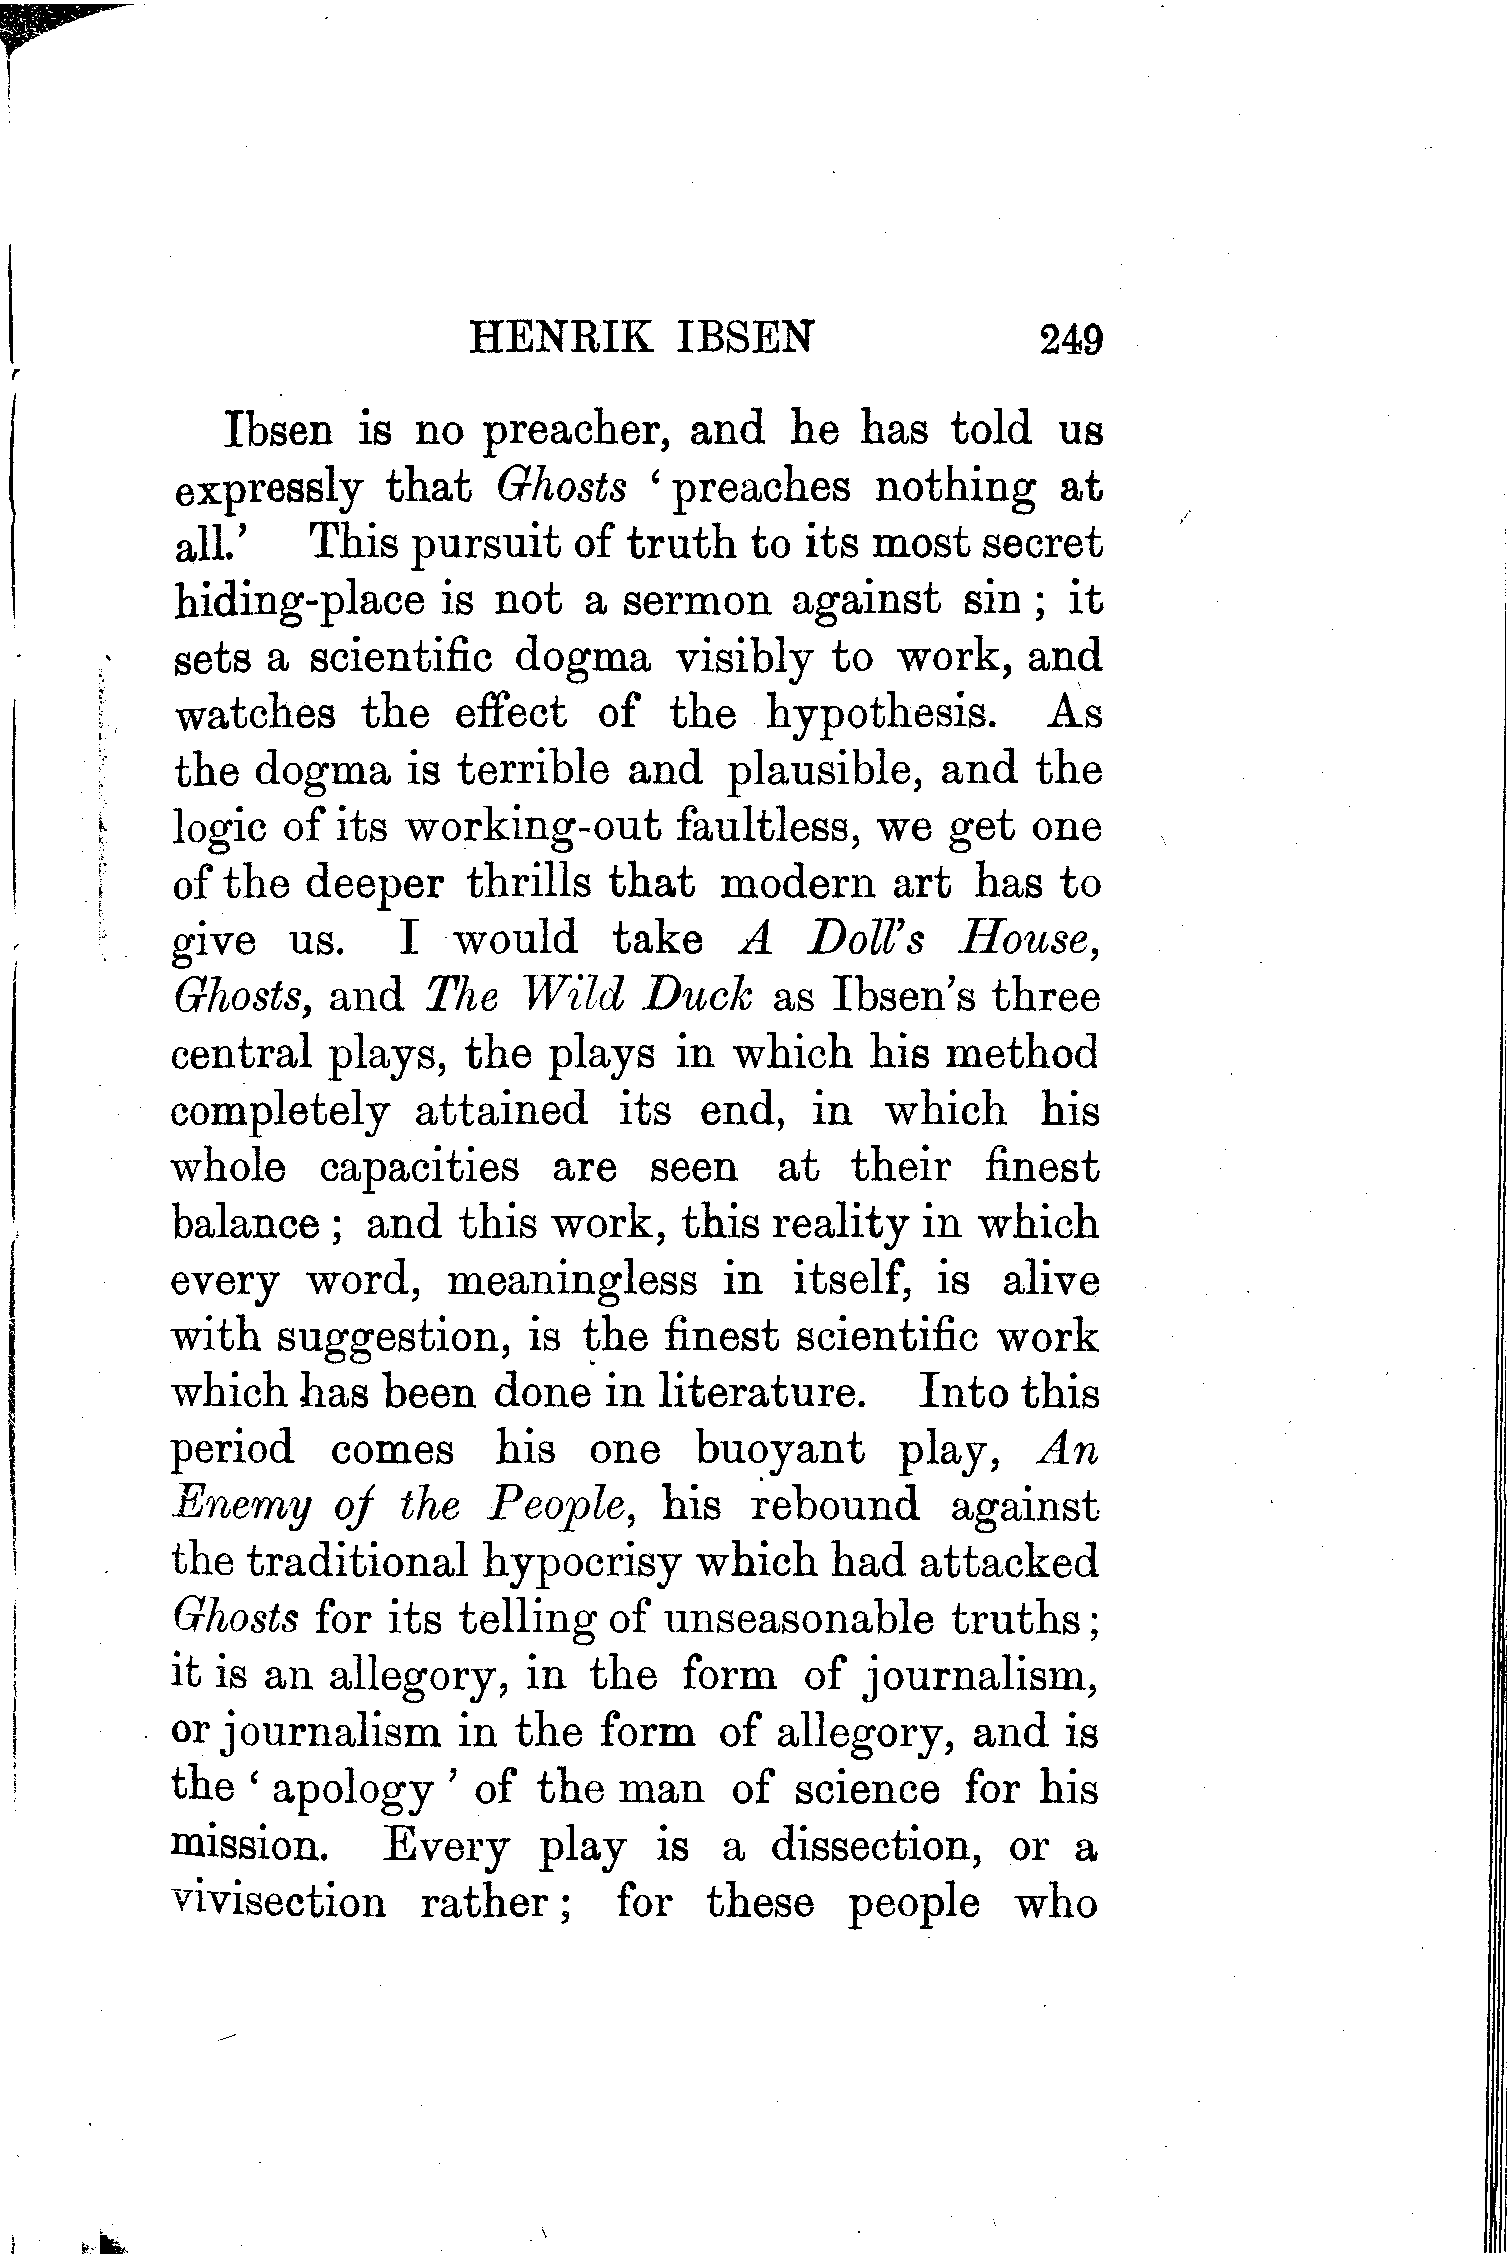 HENRIK IBSEN 249
Ibsen is no preacher, and he has told us
expressly that Ghosts ‘ preaches nothing at
all.’ This pursuit of truth to its most secret
hiding-place is not a sermon against sin ; it
sets a scientific dogma visibly to work, and
watches the effect of the hypothesis. As
the dogma is terrible and plausible, and the
logic of its working-out faultless, we get one
of the deeper thrills that modern art has to
give us. I would take A Doll’s House,
Ghosts, and The Wild Duck as Ibsen’s three
central plays, the plays in which his method
completely attained its end, in which his
whole capacities are seen at their finest
balance ; and this work, this reality in which
every word, meaningless in itself, is alive
with suggestion, is the finest scientific work
which has been done in literature. Into this
period comes his one buoyant play, An
Enemy of the People, his rebound against
the traditional hypocrisy which had attacked
Ghosts for its telling of unseasonable truths ;
it is an allegory, in the form of journalism,
or journalism in the form of allegory, and is
the ‘ apology ’ of the man of science for his
mission. Every play is a dissection, or a
vivisection rather ; for these people who